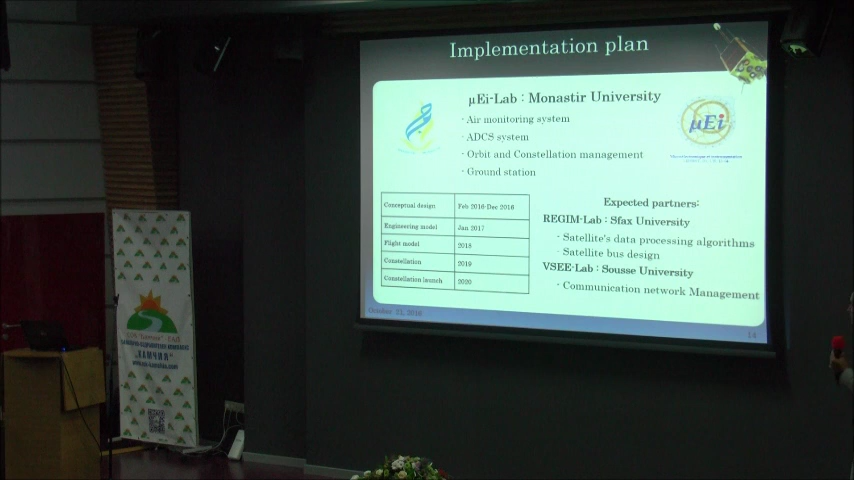 Implementation plan
µEi-Lab : Monastir University
- Air monitoring system
- ADCS system
- Orbit and Constellation management
- Ground station
µEi
Conceptual design
Feb 2016-Dec 2016
Engineering model
Jan 2017
Flight model
2018
Constellation
2019
Constellation launch
2020
Expected partners:
REGIM-Lab : Sfax University
- Satellite's data processing algorithms
- Satellite bus design
VSEE-Lab : Sousse University
- Communication network Management
October 23, 2016
14
"КАМЧИЯ"